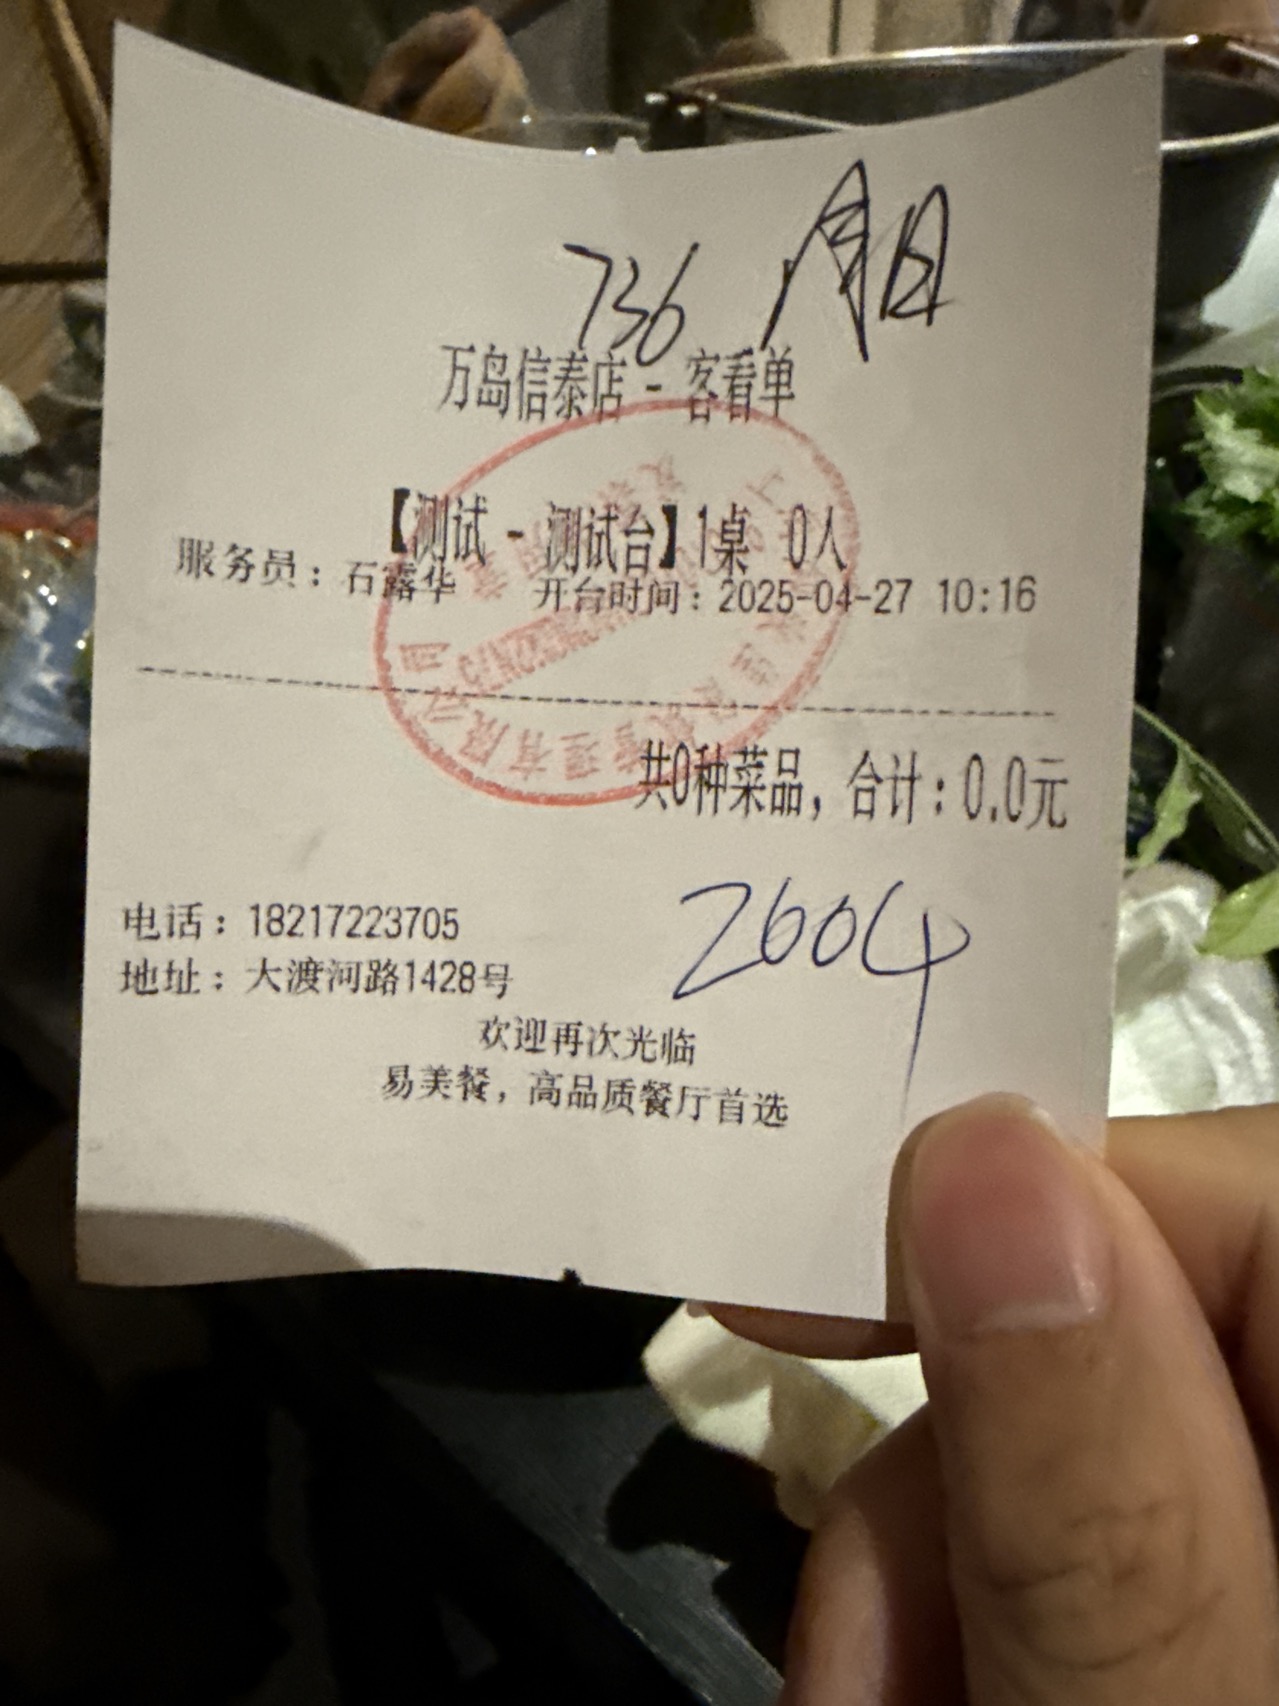 736
万岛信泰店 - 客看单
【测试 - 测试台】1桌 0人
服务员：石露华 开台时间：2025-04-27 10:16
共0种菜品，合计：0.0元
2604
电话：18217223705
地址：大渡河路1428号
欢迎再次光临
易美餐，高品质餐厅首选